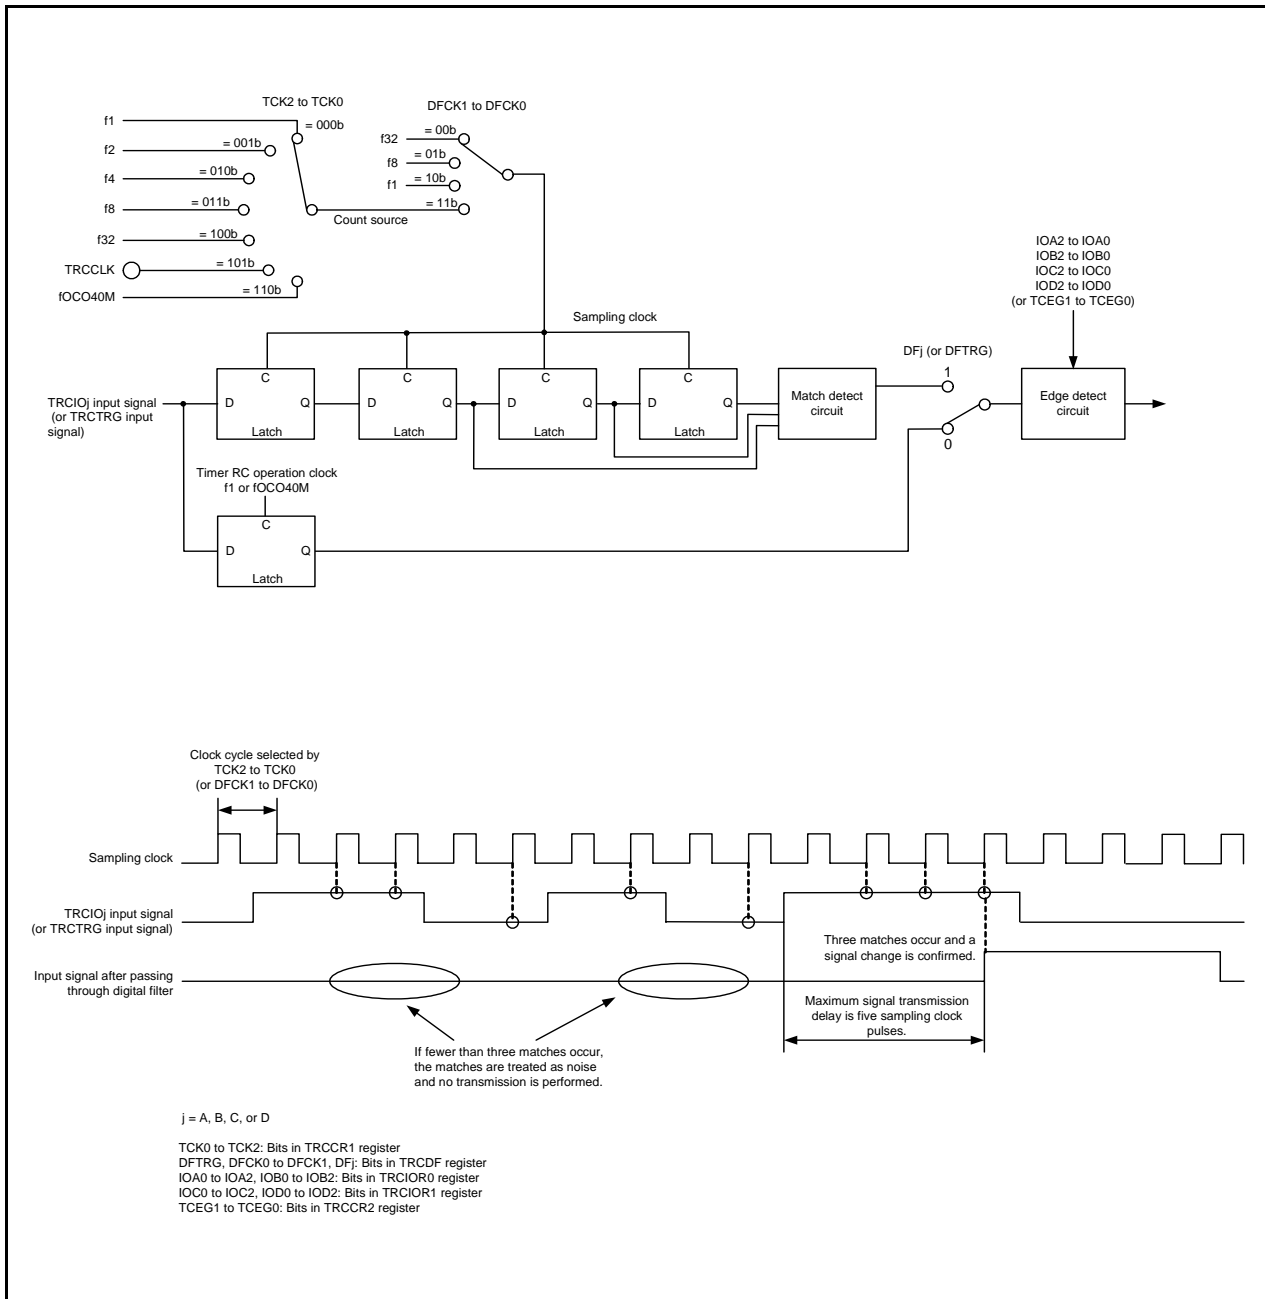 TCK2 to TCK0
DFCK1 to DFCK0
f1
= 000b
f2
= 001b
f4
= 010b
f8
= 011b
f32
= 100b
TRCCLK
= 101b
fOCO40M
= 110b
Count source
f32
= 00b
f8
= 01b
f1
= 10b
= 11b
IOA2 to IOA0
IOB2 to IOB0
IOC2 to IOC0
IOD2 to IOD0
(or TCEG1 to TCEG0)
Sampling clock
DFj (or DFTRG)
1
0
TRCIOj input signal
(or TRCTRG input
signal)
C
D
Q
Latch
C
D
Q
Latch
C
D
Q
Latch
C
D
Q
Latch
Match detect
circuit
Edge detect
circuit
Timer RC operation clock
f1 or fOCO40M
C
D
Q
Latch
Clock cycle selected by
TCK2 to TCK0
(or DFCK1 to DFCK0)
Sampling clock
TRCIOj input signal
(or TRCTRG input signal)
Three matches occur and a
signal change is confirmed.
Input signal after passing
through digital filter
Maximum signal transmission
delay is five sampling clock
pulses.
If fewer than three matches occur,
the matches are treated as noise
and no transmission is performed.
j = A, B, C, or D
TCK0 to TCK2: Bits in TRCCR1 register
DFTRG, DFCK0 to DFCK1, DFj: Bits in TRCDF register
IOA0 to IOA2, IOB0 to IOB2: Bits in TRCIOR0 register
IOC0 to IOC2, IOD0 to IOD2: Bits in TRCIOR1 register
TCEG1 to TCEG0: Bits in TRCCR2 register